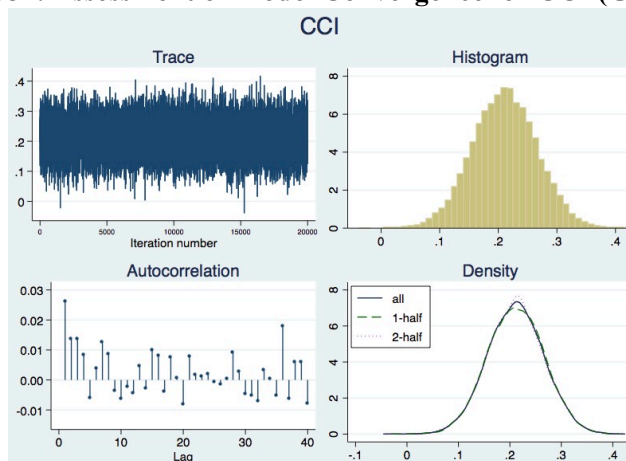 CCI
Trace
.4
.3
.2
.1
0
0 5000 10000 15000 20000
Iteration number
Histogram
8
6
4
2
0
0 .1 .2 .3 .4
Autocorrelation
0.03
0.02
0.01
0.00
-0.01
0 10 20 30 40
Lag
Density
all
1-half
2-half
8
6
4
2
0
-0.1 0 .1 .2 .3 .4